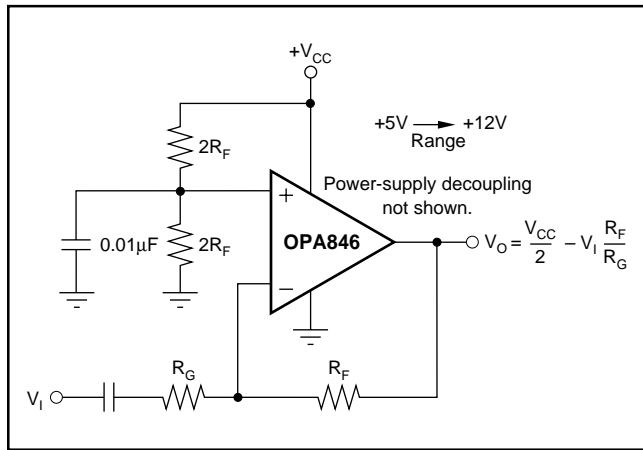 +V_CC
+5V → +12V
Range
2R_F
Power-supply decoupling
not shown.
+
OPA846
0.01μF
2R_F
V_O = V_CC/2 − V_I R_F/R_G
−
R_G
R_F
V_I